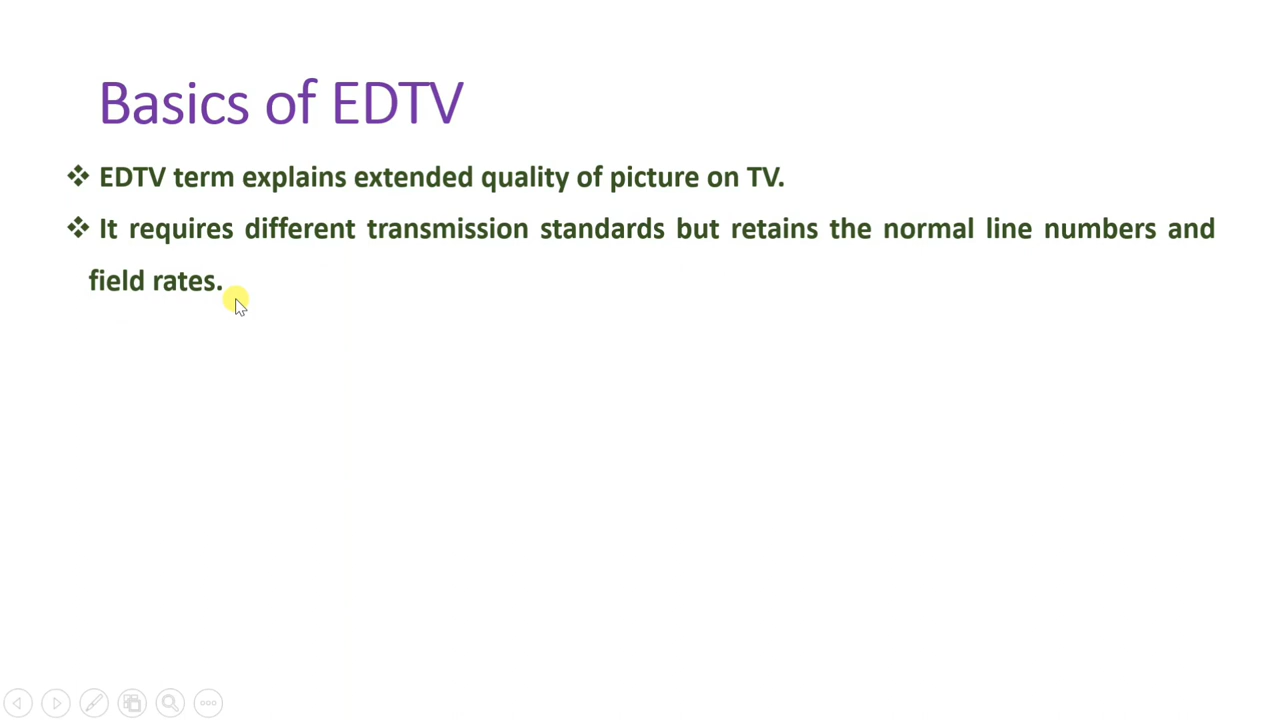 Basics of EDTV
❖ EDTV term explains extended quality of picture on TV.
❖ It requires different transmission standards but retains the normal line numbers and
field rates.